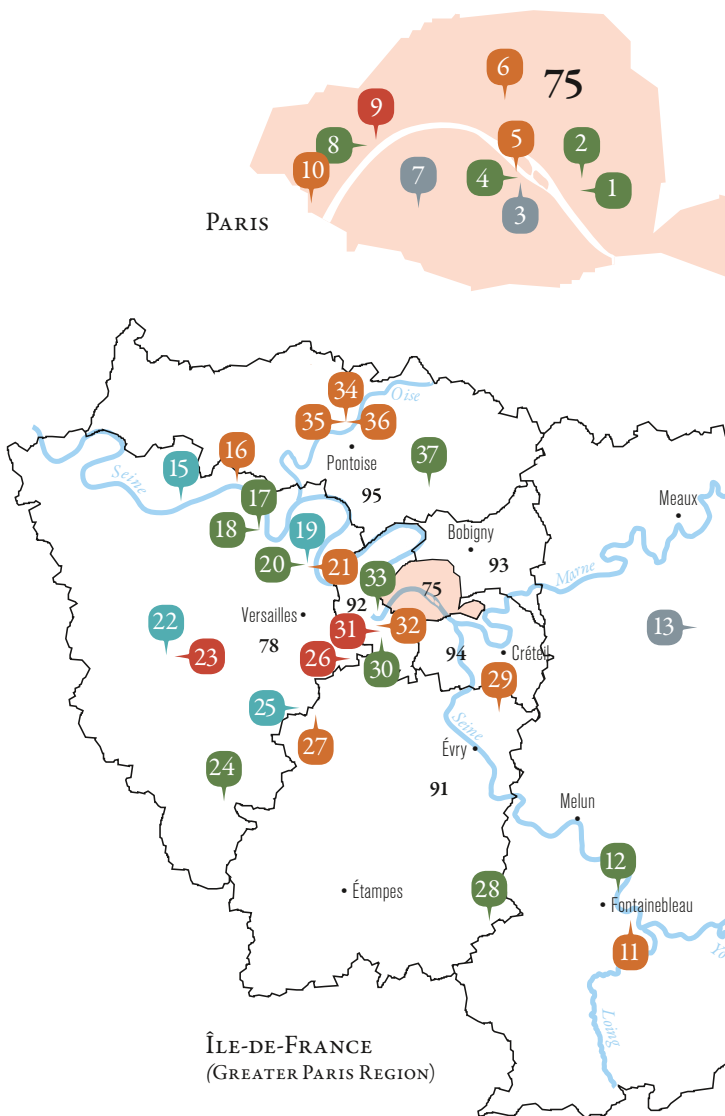 6
75
9
5
8
2
10
7
4
1
3
PARIS
34
Oise
35
36
16
Pontoise
15
37
Seine
17
95
Meaux
18
19
Bobigny
93
20
21
33
Marne
75
92
Versailles
22
31
32
13
78
23
26
94
Créteil
30
29
25
Seine
27
Évry
24
91
Melun
12
28
Étampes
Fontainebleau
11
Yo
Loing
ÎLE-DE-FRANCE
(GREATER PARIS REGION)